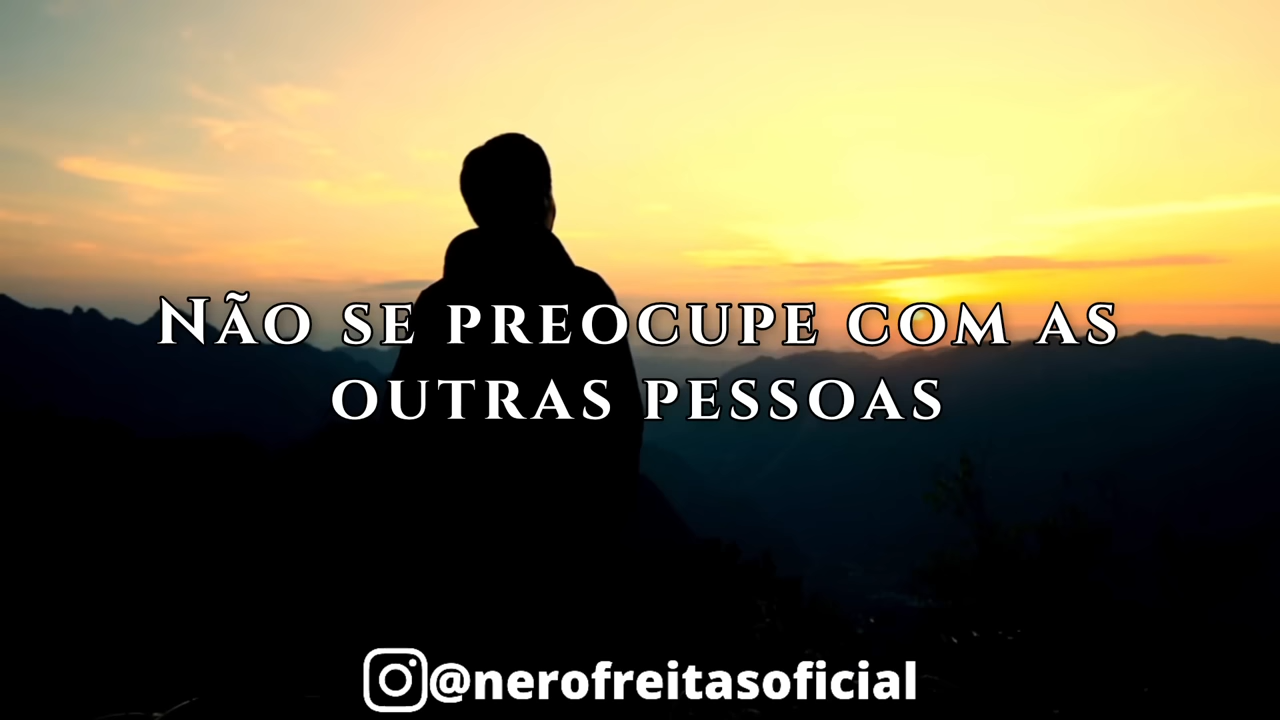 Não se preocupe com as
outras pessoas
@nerofreitasoficial